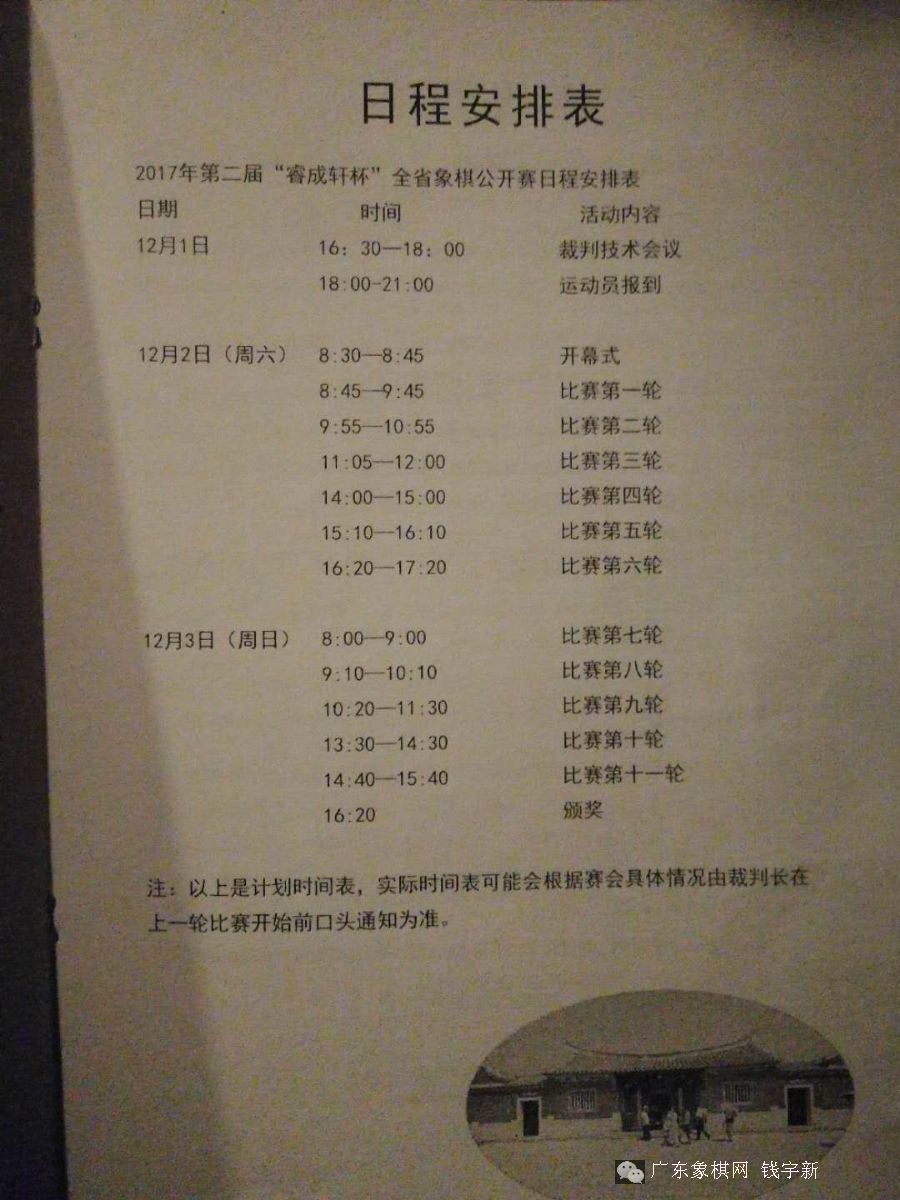 日程安排表
2017年第二届“睿成轩杯”全省象棋公开赛日程安排表
日期 时间 活动内容
12月1日 16：30—18：00 裁判技术会议
18:00-21:00 运动员报到
12月2日（周六） 8:30—8:45 开幕式
8:45—9:45 比赛第一轮
9:55—10:55 比赛第二轮
11:05—12:00 比赛第三轮
14:00—15:00 比赛第四轮
15:10—16:10 比赛第五轮
16:20—17:20 比赛第六轮
12月3日（周日） 8:00—9:00 比赛第七轮
9:10—10:10 比赛第八轮
10:20—11:30 比赛第九轮
13:30—14:30 比赛第十轮
14:40—15:40 比赛第十一轮
16:20 颁奖
注：以上是计划时间表，实际时间表可能会根据赛会具体情况由裁判长在
上一轮比赛开始前口头通知为准。
广东象棋网 钱字新